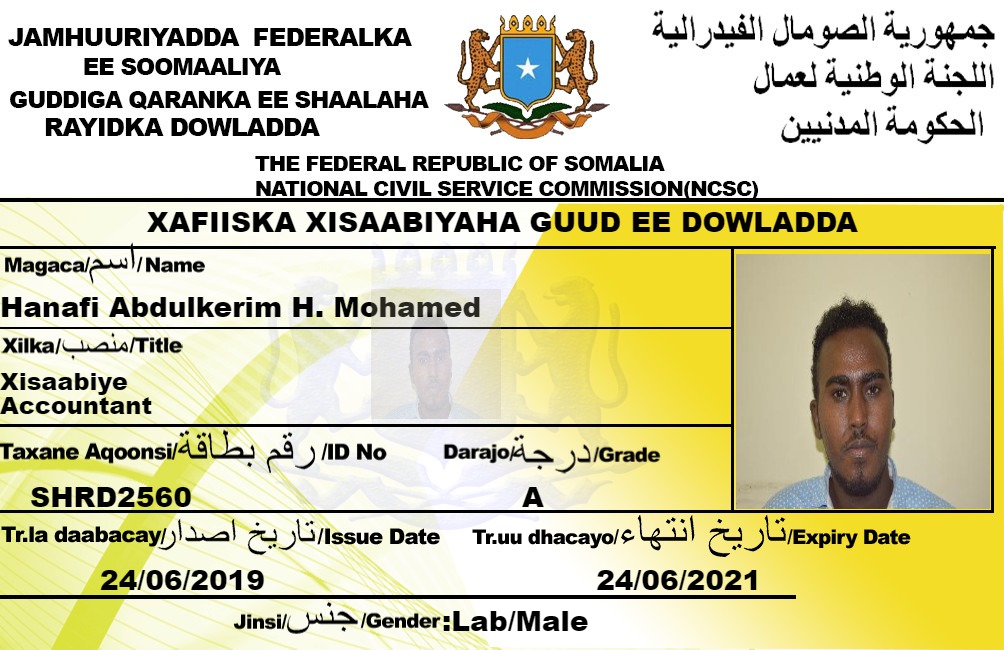 JAMHUURIYADDA FEDERALKA
EE SOOMAALIYA
GUDDIGA QARANKA EE SHAALAHA
RAYIDKA DOWLADDA
جمهورية الصومال الفيدرالية
اللجنة الوطنية لعمال
الحكومة المدنيين
THE FEDERAL REPUBLIC OF SOMALIA
NATIONAL CIVIL SERVICE COMMISSION(NCSC)
XAFIISKA XISAABIYAHA GUUD EE DOWLADDA
Magaca/اسم/Name
Hanafi Abdulkerim H. Mohamed
Xilka/منصب/Title
Xisaabiye
Accountant
Taxane Aqoonsi/رقم بطاقة/ID No
SHRD2560
Darajo/درجة/Grade
A
Tr.la daabacay/تاريخ اصدار/Issue Date
24/06/2019
Tr.uu dhacayo/تاريخ انتهاء/Expiry Date
24/06/2021
Jinsi/جنس/Gender:Lab/Male